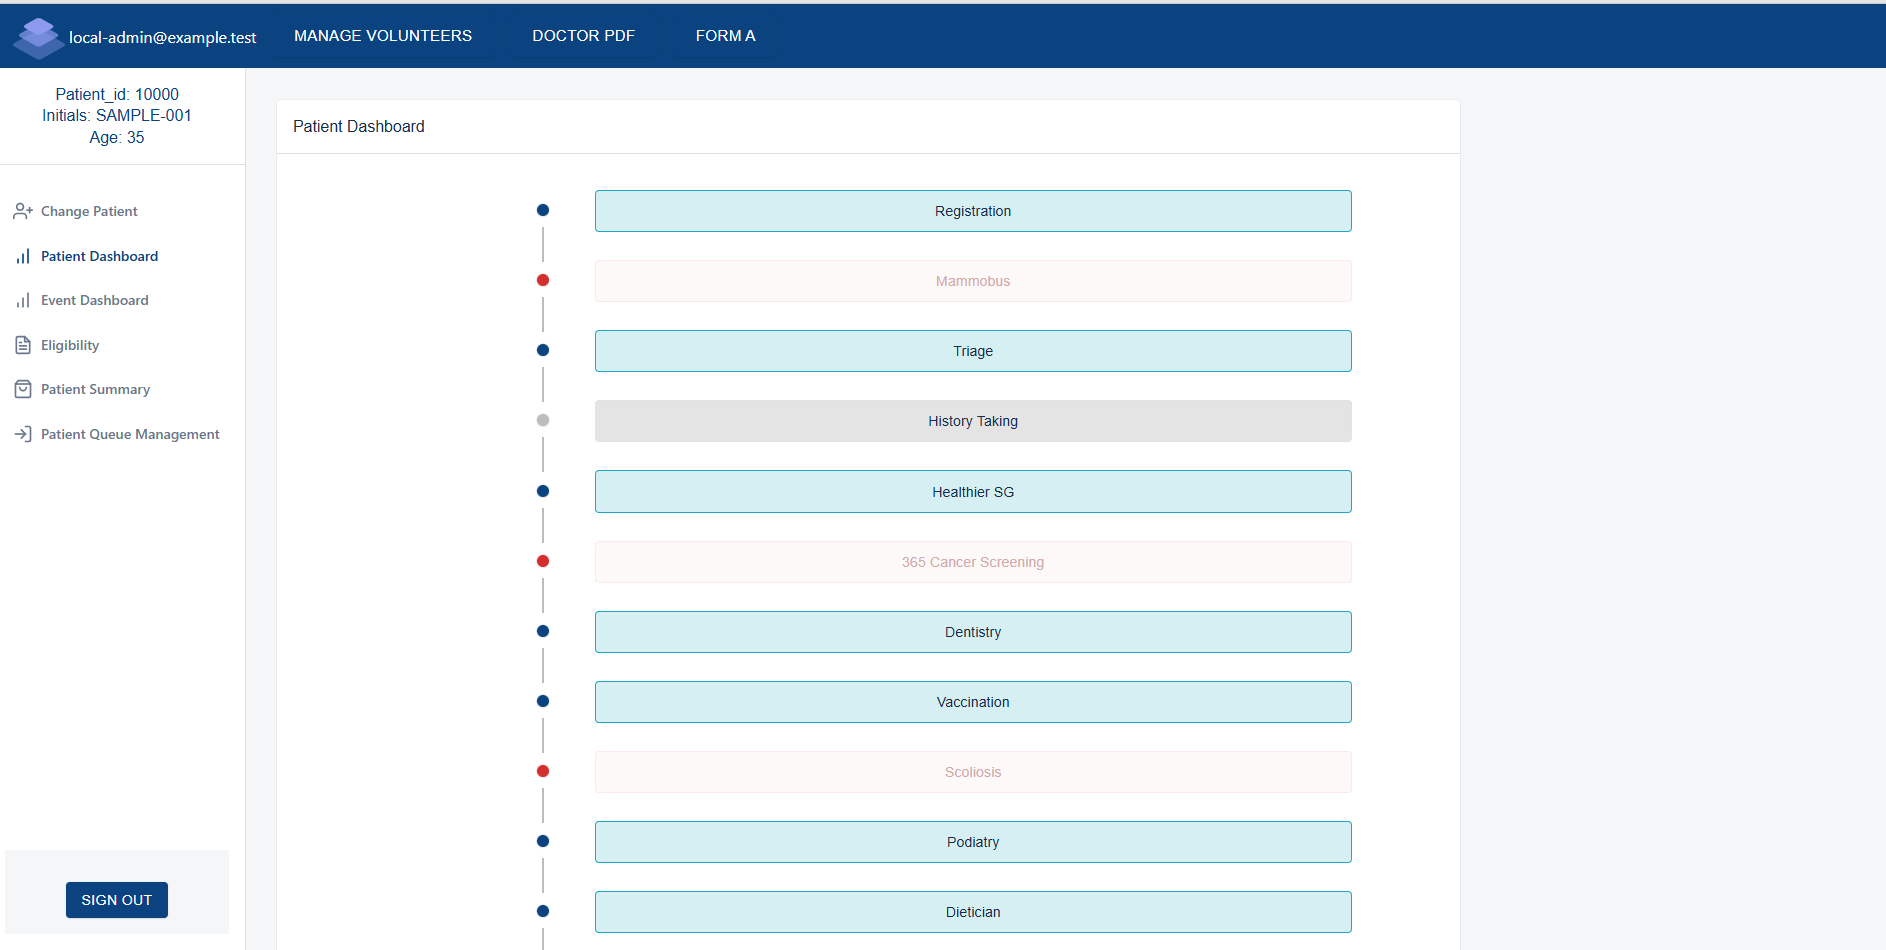 local-admin@example.test
MANAGE VOLUNTEERS
DOCTOR PDF
FORM A
Patient_id: 10000
Initials: SAMPLE-001
Age: 35
Change Patient
Patient Dashboard
Event Dashboard
Eligibility
Patient Summary
Patient Queue Management
SIGN OUT
Patient Dashboard
Registration
Mammobus
Triage
History Taking
Healthier SG
365 Cancer Screening
Dentistry
Vaccination
Scoliosis
Podiatry
Dietician